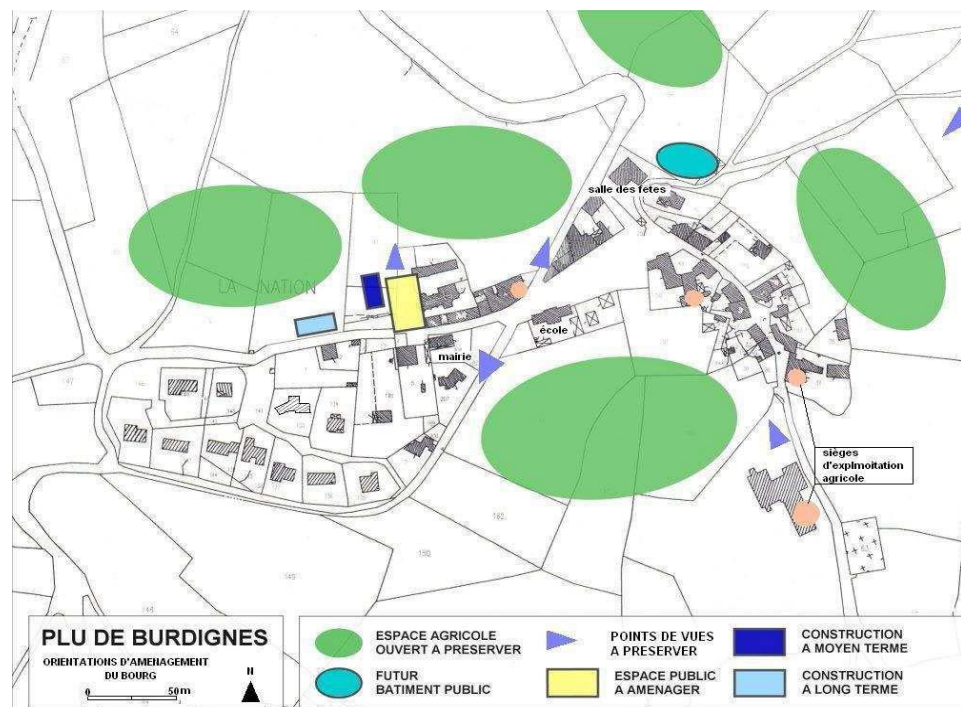 salle des fetes
LA NATION
école
mairie
sièges
d'explmoitation
agricole
PLU DE BURDIGNES
ORIENTATIONS D'AMENAGEMENT
DU BOURG
N
0 50m
ESPACE AGRICOLE
OUVERT A PRESERVER
FUTUR
BATIMENT PUBLIC
POINTS DE VUES
A PRESERVER
ESPACE PUBLIC
A AMENAGER
CONSTRUCTION
A MOYEN TERME
CONSTRUCTION
A LONG TERME